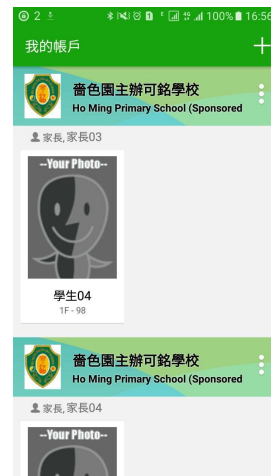 2 100% 16:56
我的帳戶
嗇色園主辦可銘學校
Ho Ming Primary School (Sponsored
家長, 家長03
--Your Photo--
學生04
1F - 98
嗇色園主辦可銘學校
Ho Ming Primary School (Sponsored
家長, 家長04
--Your Photo--